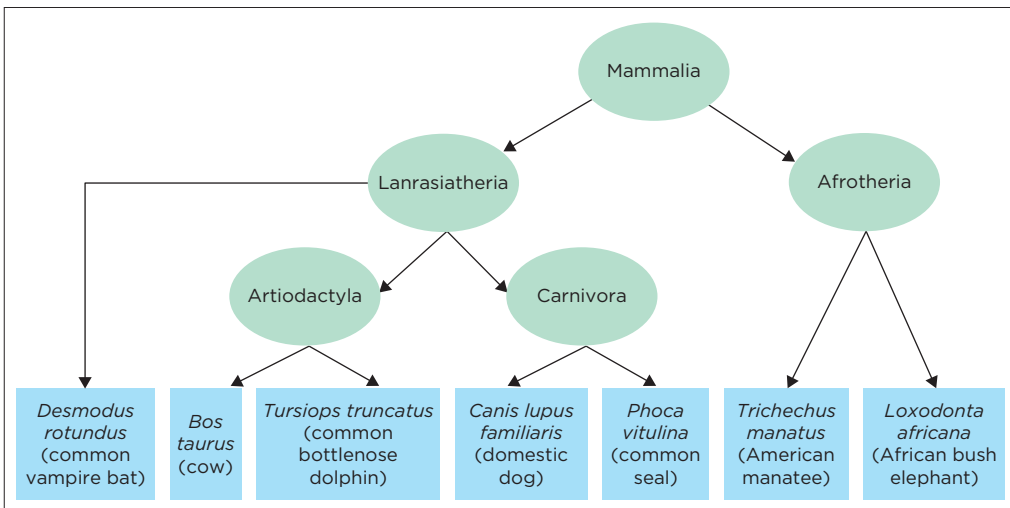 Mammalia
Lanrasiatheria
Afrotheria
Artiodactyla
Carnivora
Desmodus
rotundus
(common
vampire bat)
Bos
taurus
(cow)
Tursiops truncatus
(common
bottlenose
dolphin)
Canis lupus
familiaris
(domestic
dog)
Phoca
vitulina
(common
seal)
Trichechus
manatus
(American
manatee)
Loxodonta
africana
(African bush
elephant)